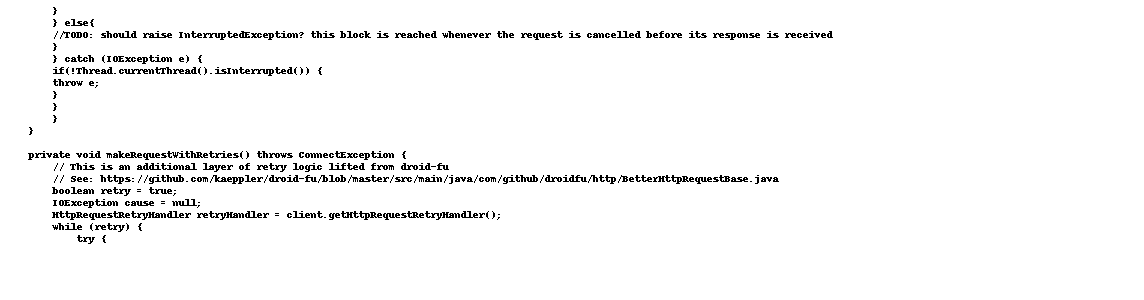 }
} else{
//TODO: should raise InterruptedException? this block is reached whenever the request is cancelled before its response is received
}
} catch (IOException e) {
if(!Thread.currentThread().isInterrupted()) {
throw e;
}
}
}
}
private void makeRequestWithRetries() throws ConnectException {
// This is an additional layer of retry logic lifted from droid-fu
// See: https://github.com/kaeppler/droid-fu/blob/master/src/main/java/com/github/droidfu/http/BetterHttpRequestBase.java
boolean retry = true;
IOException cause = null;
HttpRequestRetryHandler retryHandler = client.getHttpRequestRetryHandler();
while (retry) {
try {